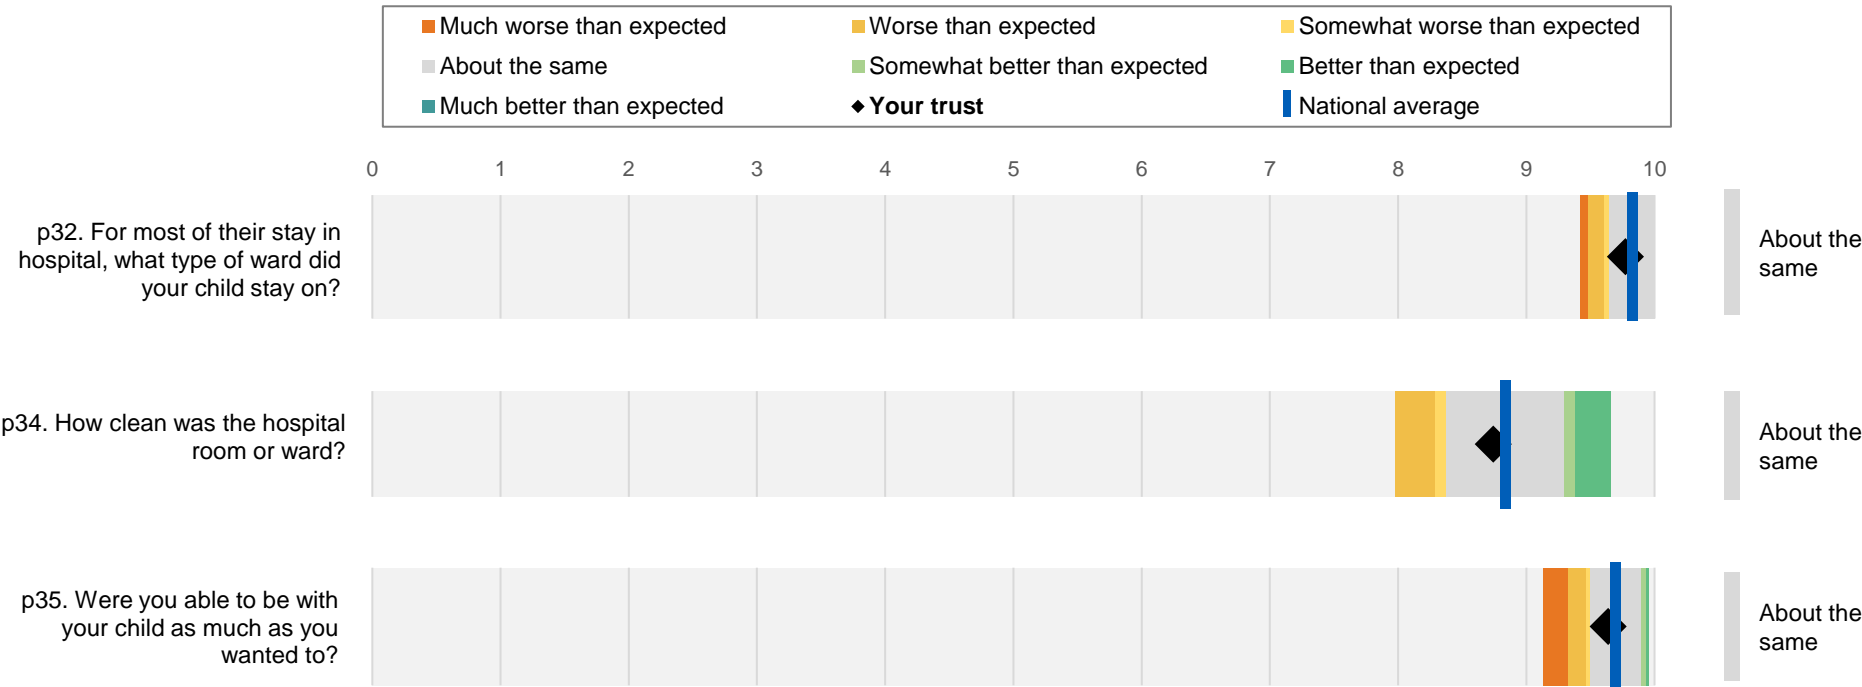 Much worse than expected
Worse than expected
Somewhat worse than expected
About the same
Somewhat better than expected
Better than expected
Much better than expected
Your trust
National average
0 1 2 3 4 5 6 7 8 9 10
p32. For most of their stay in
hospital, what type of ward did
your child stay on?
About the
same
p34. How clean was the hospital
room or ward?
About the
same
p35. Were you able to be with
your child as much as you
wanted to?
About the
same